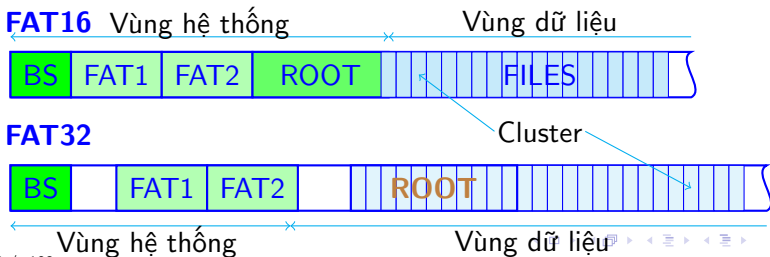 FAT16 Vùng hệ thống Vùng dữ liệu
BS FAT1 FAT2 ROOT FILES
Cluster
FAT32
BS FAT1 FAT2 ROOT
Vùng hệ thống Vùng dữ liệu